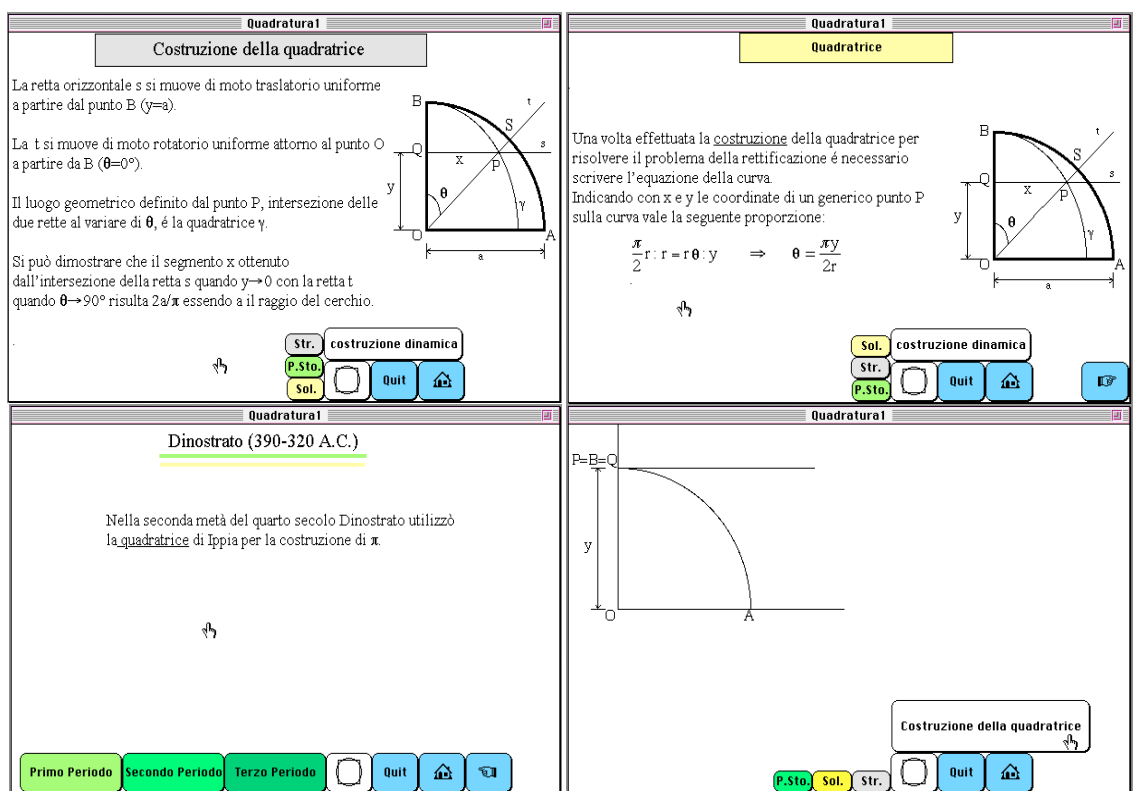 Quadratura1
Costruzione della quadratrice
La retta orizzontale s si muove di moto traslatorio uniforme
a partire dal punto B (y=a).
La t si muove di moto rotatorio uniforme attorno al punto O
a partire da B (θ=0°).
Il luogo geometrico definito dal punto P, intersezione delle
due rette al variare di θ, é la quadratrice γ.
Si può dimostrare che il segmento x ottenuto
dall'intersezione della retta s quando y→0 con la retta t
quando θ→90° risulta 2a/π essendo a il raggio del cerchio.
B
t
S
Q
x
s
P
y
θ
γ
O
A
a
Str.
costruzione dinamica
P.Sto.
Sol.
Quit
Quadratura1
Quadratrice
Una volta effettuata la costruzione della quadratrice per
risolvere il problema della rettificazione é necessario
scrivere l'equazione della curva.
Indicando con x e y le coordinate di un generico punto P
sulla curva vale la seguente proporzione:
π/2 r : r = r θ : y ⇒ θ = πy/2r
B
t
S
Q
x
s
P
y
θ
γ
O
A
a
Sol.
costruzione dinamica
Str.
P.Sto.
Quit
Quadratura1
Dinostrato (390-320 A.C.)
Nella seconda metà del quarto secolo Dinostrato utilizzò
la quadratrice di Ippia per la costruzione di π.
Primo Periodo
Secondo Periodo
Terzo Periodo
Quit
Quadratura1
P=B=Q
y
O
A
Costruzione della quadratrice
P.Sto.
Sol.
Str.
Quit